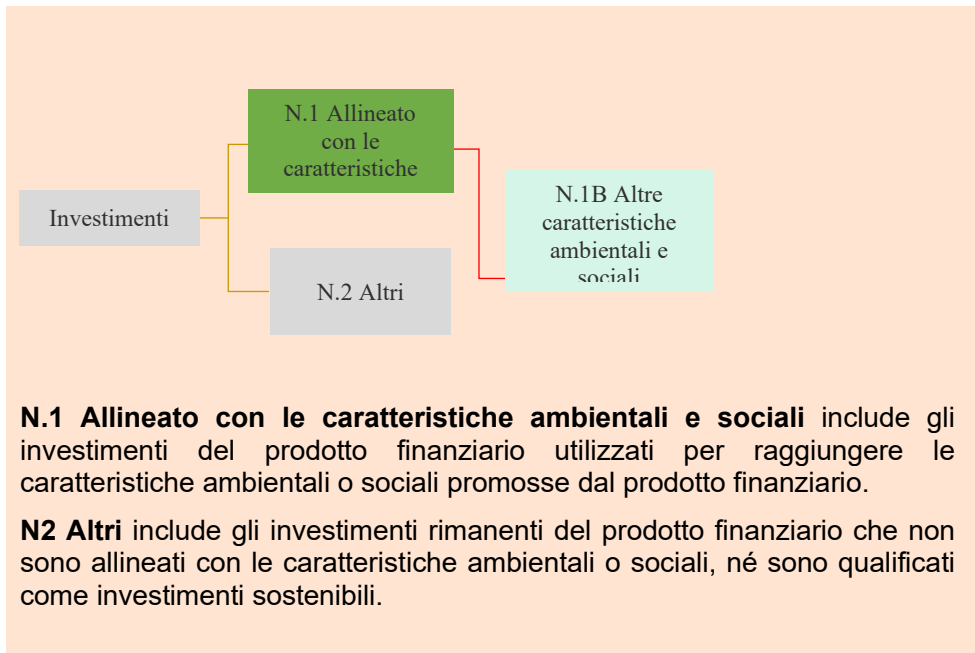 N.1 Allineato
con le
caratteristiche
N.1B Altre
caratteristiche
ambientali e
sociali
Investimenti
N.2 Altri
N.1 Allineato con le caratteristiche ambientali e sociali include gli
investimenti del prodotto finanziario utilizzati per raggiungere le
caratteristiche ambientali o sociali promosse dal prodotto finanziario.
N2 Altri include gli investimenti rimanenti del prodotto finanziario che non
sono allineati con le caratteristiche ambientali o sociali, né sono qualificati
come investimenti sostenibili.